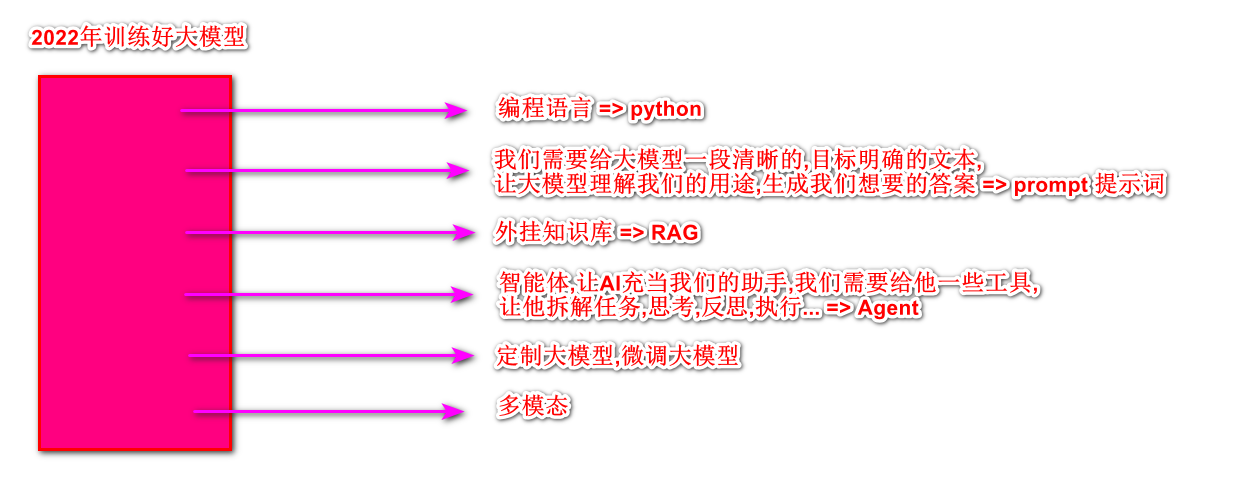 2022年训练好大模型
编程语言 => python
我们需要给大模型一段清晰的,目标明确的文本,
让大模型理解我们的用途,生成我们想要的答案 => prompt 提示词
外挂知识库 => RAG
智能体,让AI充当我们的助手,我们需要给他一些工具,
让他拆解任务,思考,反思,执行... => Agent
定制大模型,微调大模型
多模态